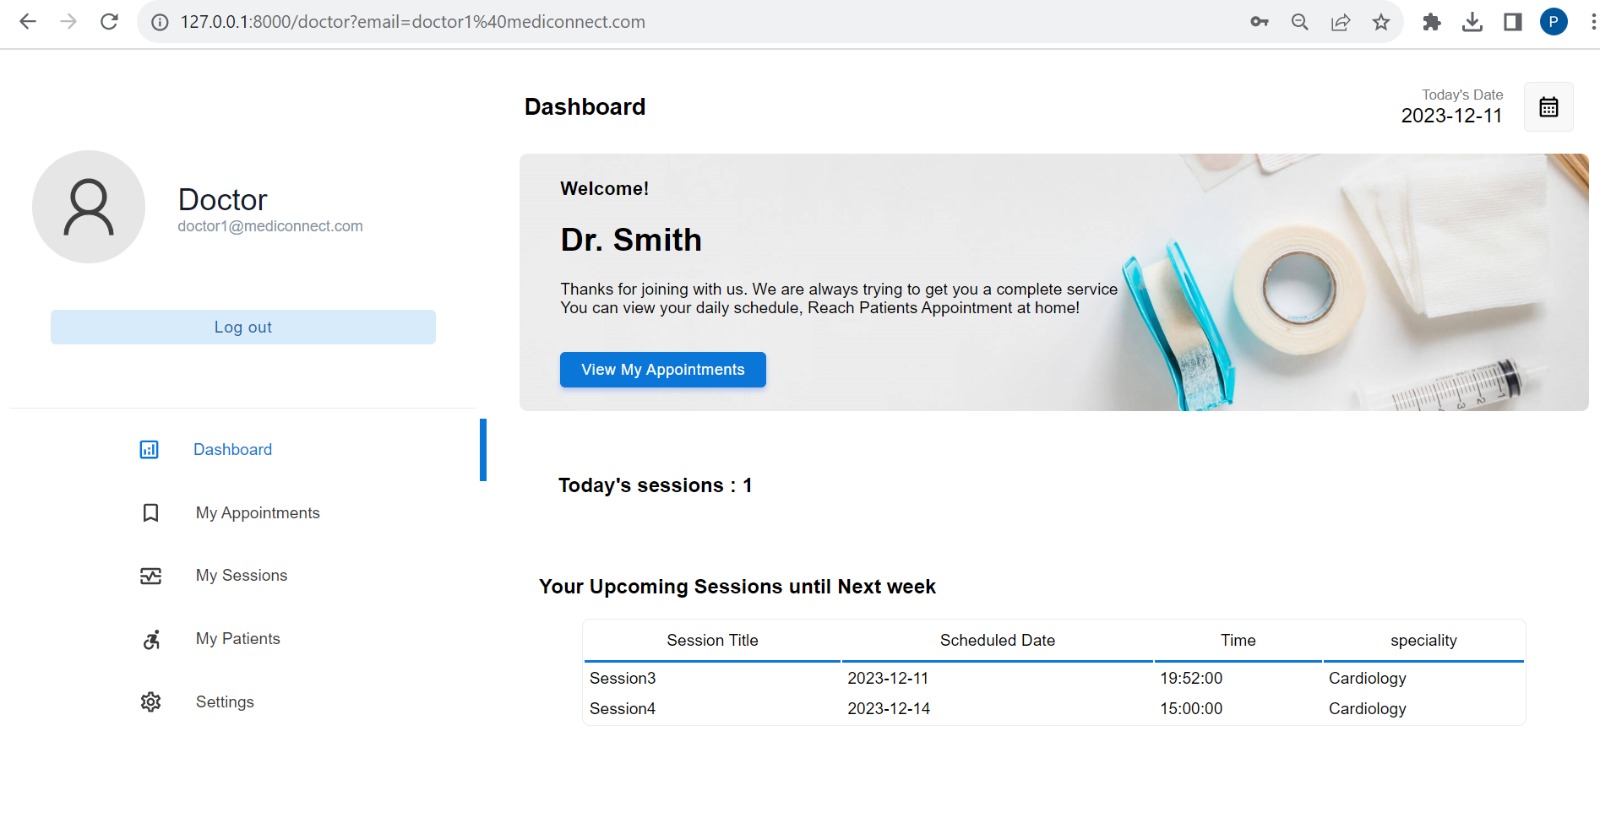 127.0.0.1:8000/doctor?email=doctor1%40mediconnect.com
P
Dashboard
Today's Date
2023-12-11
Doctor
doctor1@mediconnect.com
Log out
Welcome!
Dr. Smith
Thanks for joining with us. We are always trying to get you a complete service
You can view your daily schedule, Reach Patients Appointment at home!
View My Appointments
Dashboard
My Appointments
My Sessions
My Patients
Settings
Today's sessions : 1
Your Upcoming Sessions until Next week
Session Title Scheduled Date Time speciality
Session3 2023-12-11 19:52:00 Cardiology
Session4 2023-12-14 15:00:00 Cardiology